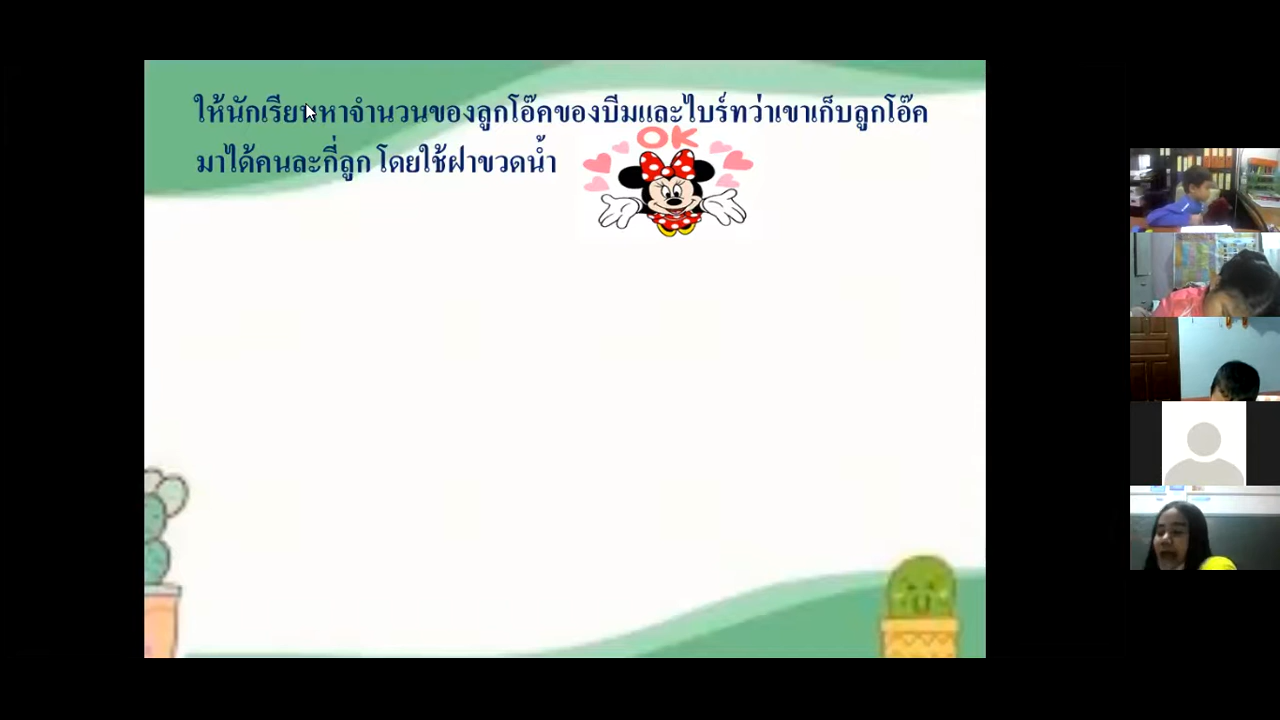 ให้นักเรียนหาจำนวนของลูกโอ๊คของบีมและไบร์ทว่าเขาเก็บลูกโอ๊ค
มาได้คนละกี่ลูก โดยใช้ฝาขวดน้ำ
OK